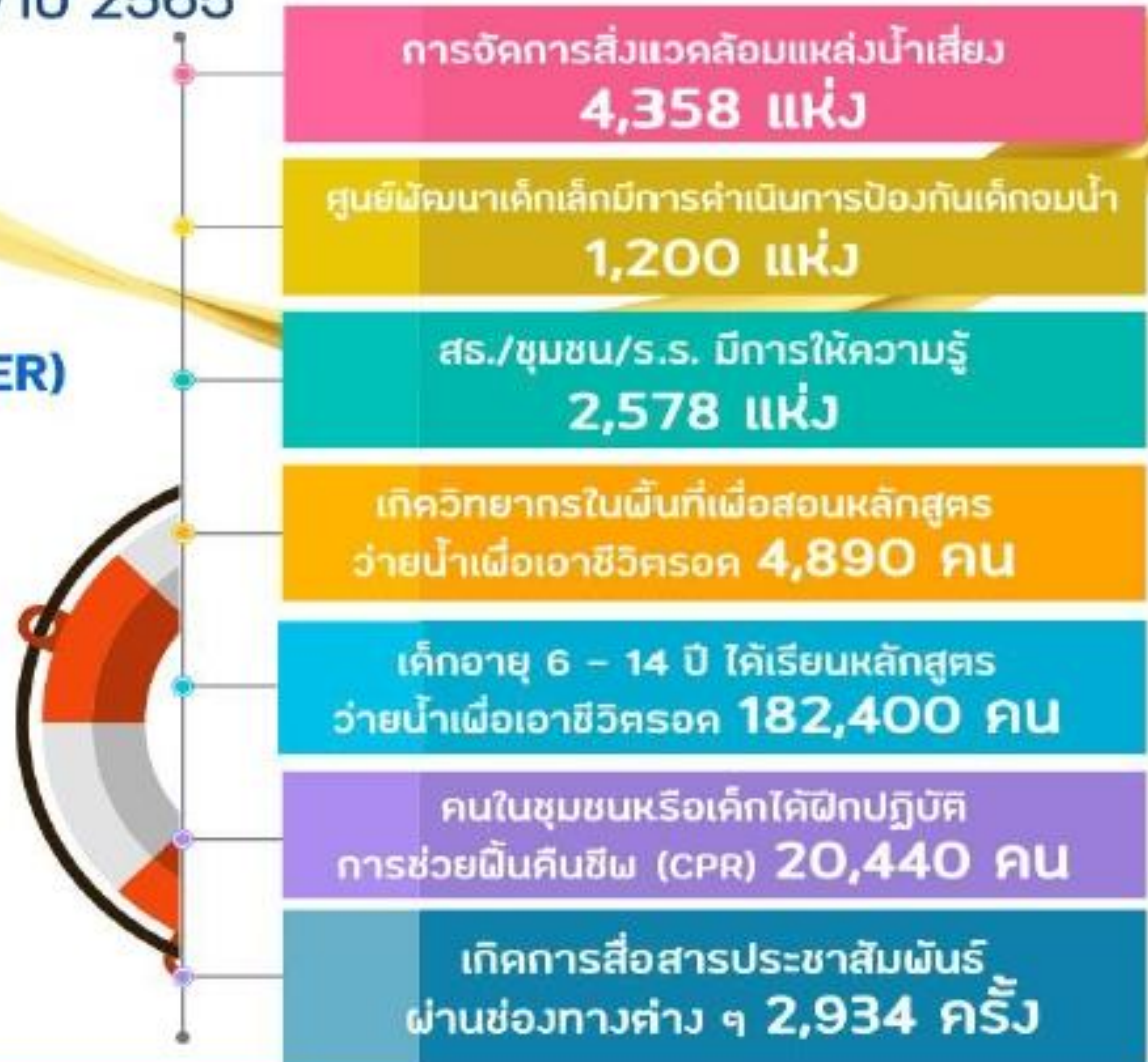 2565
การจัดการสิ่งแวดล้อมแหล่งน้ำเสี่ยง
4,358 แห่ง
ศูนย์พัฒนาเด็กเล็กมีการดำเนินการป้องกันเด็กจมน้ำ
1,200 แห่ง
ER)
สธ./ชุมชน/ร.ร. มีการให้ความรู้
2,578 แห่ง
เกิดวิทยากรในพื้นที่เพื่อสอนหลักสูตร
ว่ายน้ำเพื่อเอาชีวิตรอด 4,890 คน
เด็กอายุ 6 – 14 ปี ได้เรียนหลักสูตร
ว่ายน้ำเพื่อเอาชีวิตรอด 182,400 คน
คนในชุมชนหรือเด็กได้ฝึกปฏิบัติ
การช่วยฟื้นคืนชีพ (CPR) 20,440 คน
เกิดการสื่อสารประชาสัมพันธ์
ผ่านช่องทางต่าง ๆ 2,934 ครั้ง